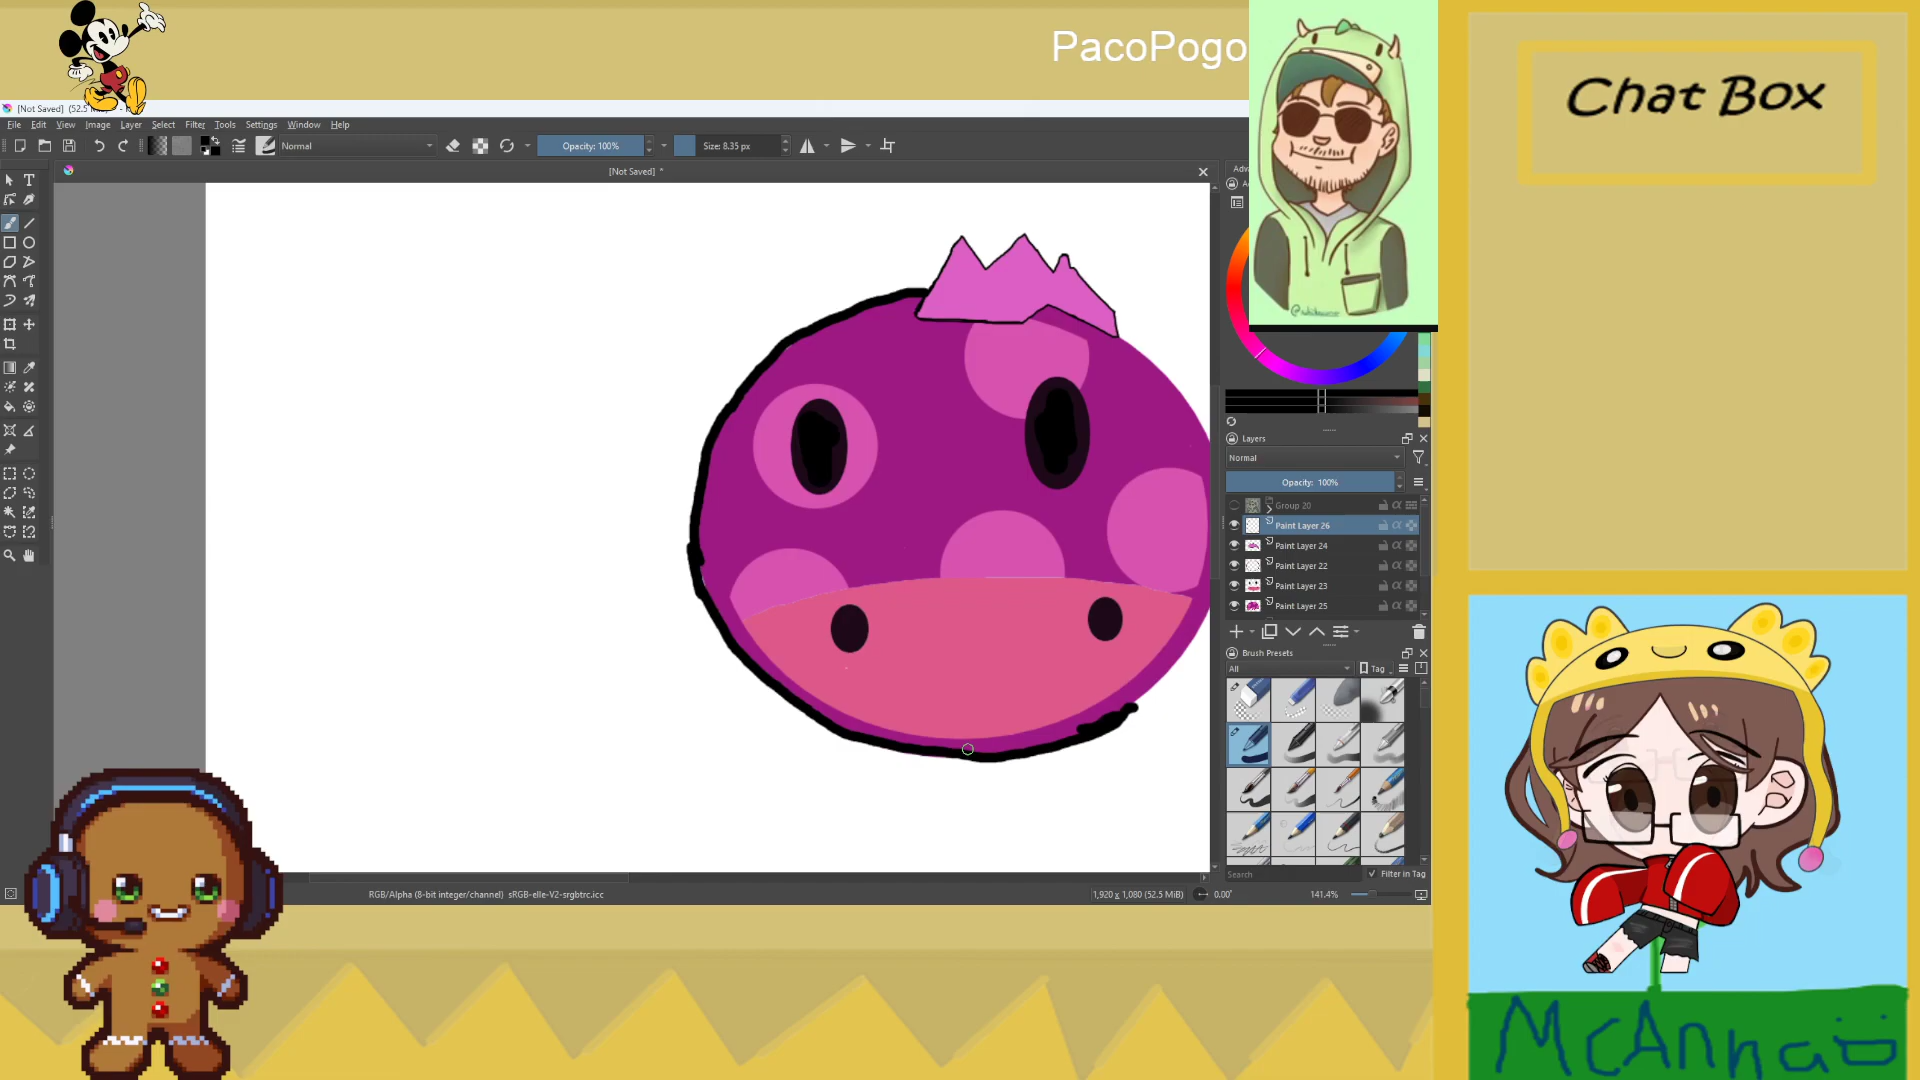 PacoPogo
Chat Box
[Not Saved] (52.5
File Edit View Image Layer Select Filter Tools Settings Window Help
Normal
Opacity: 100%
Size: 8.35 px
[Not Saved] *
Layers
Normal
Opacity: 100%
Group 20
Paint Layer 26
Paint Layer 24
Paint Layer 22
Paint Layer 23
Paint Layer 25
Brush Presets
All
Tag
Search
Filter in Tag
RGB/Alpha (8-bit integer/channel) sRGB-elle-V2-srgbtrc.icc
1,920 x 1,080 (52.5 MiB)
0.00°
141.4%
McAnna